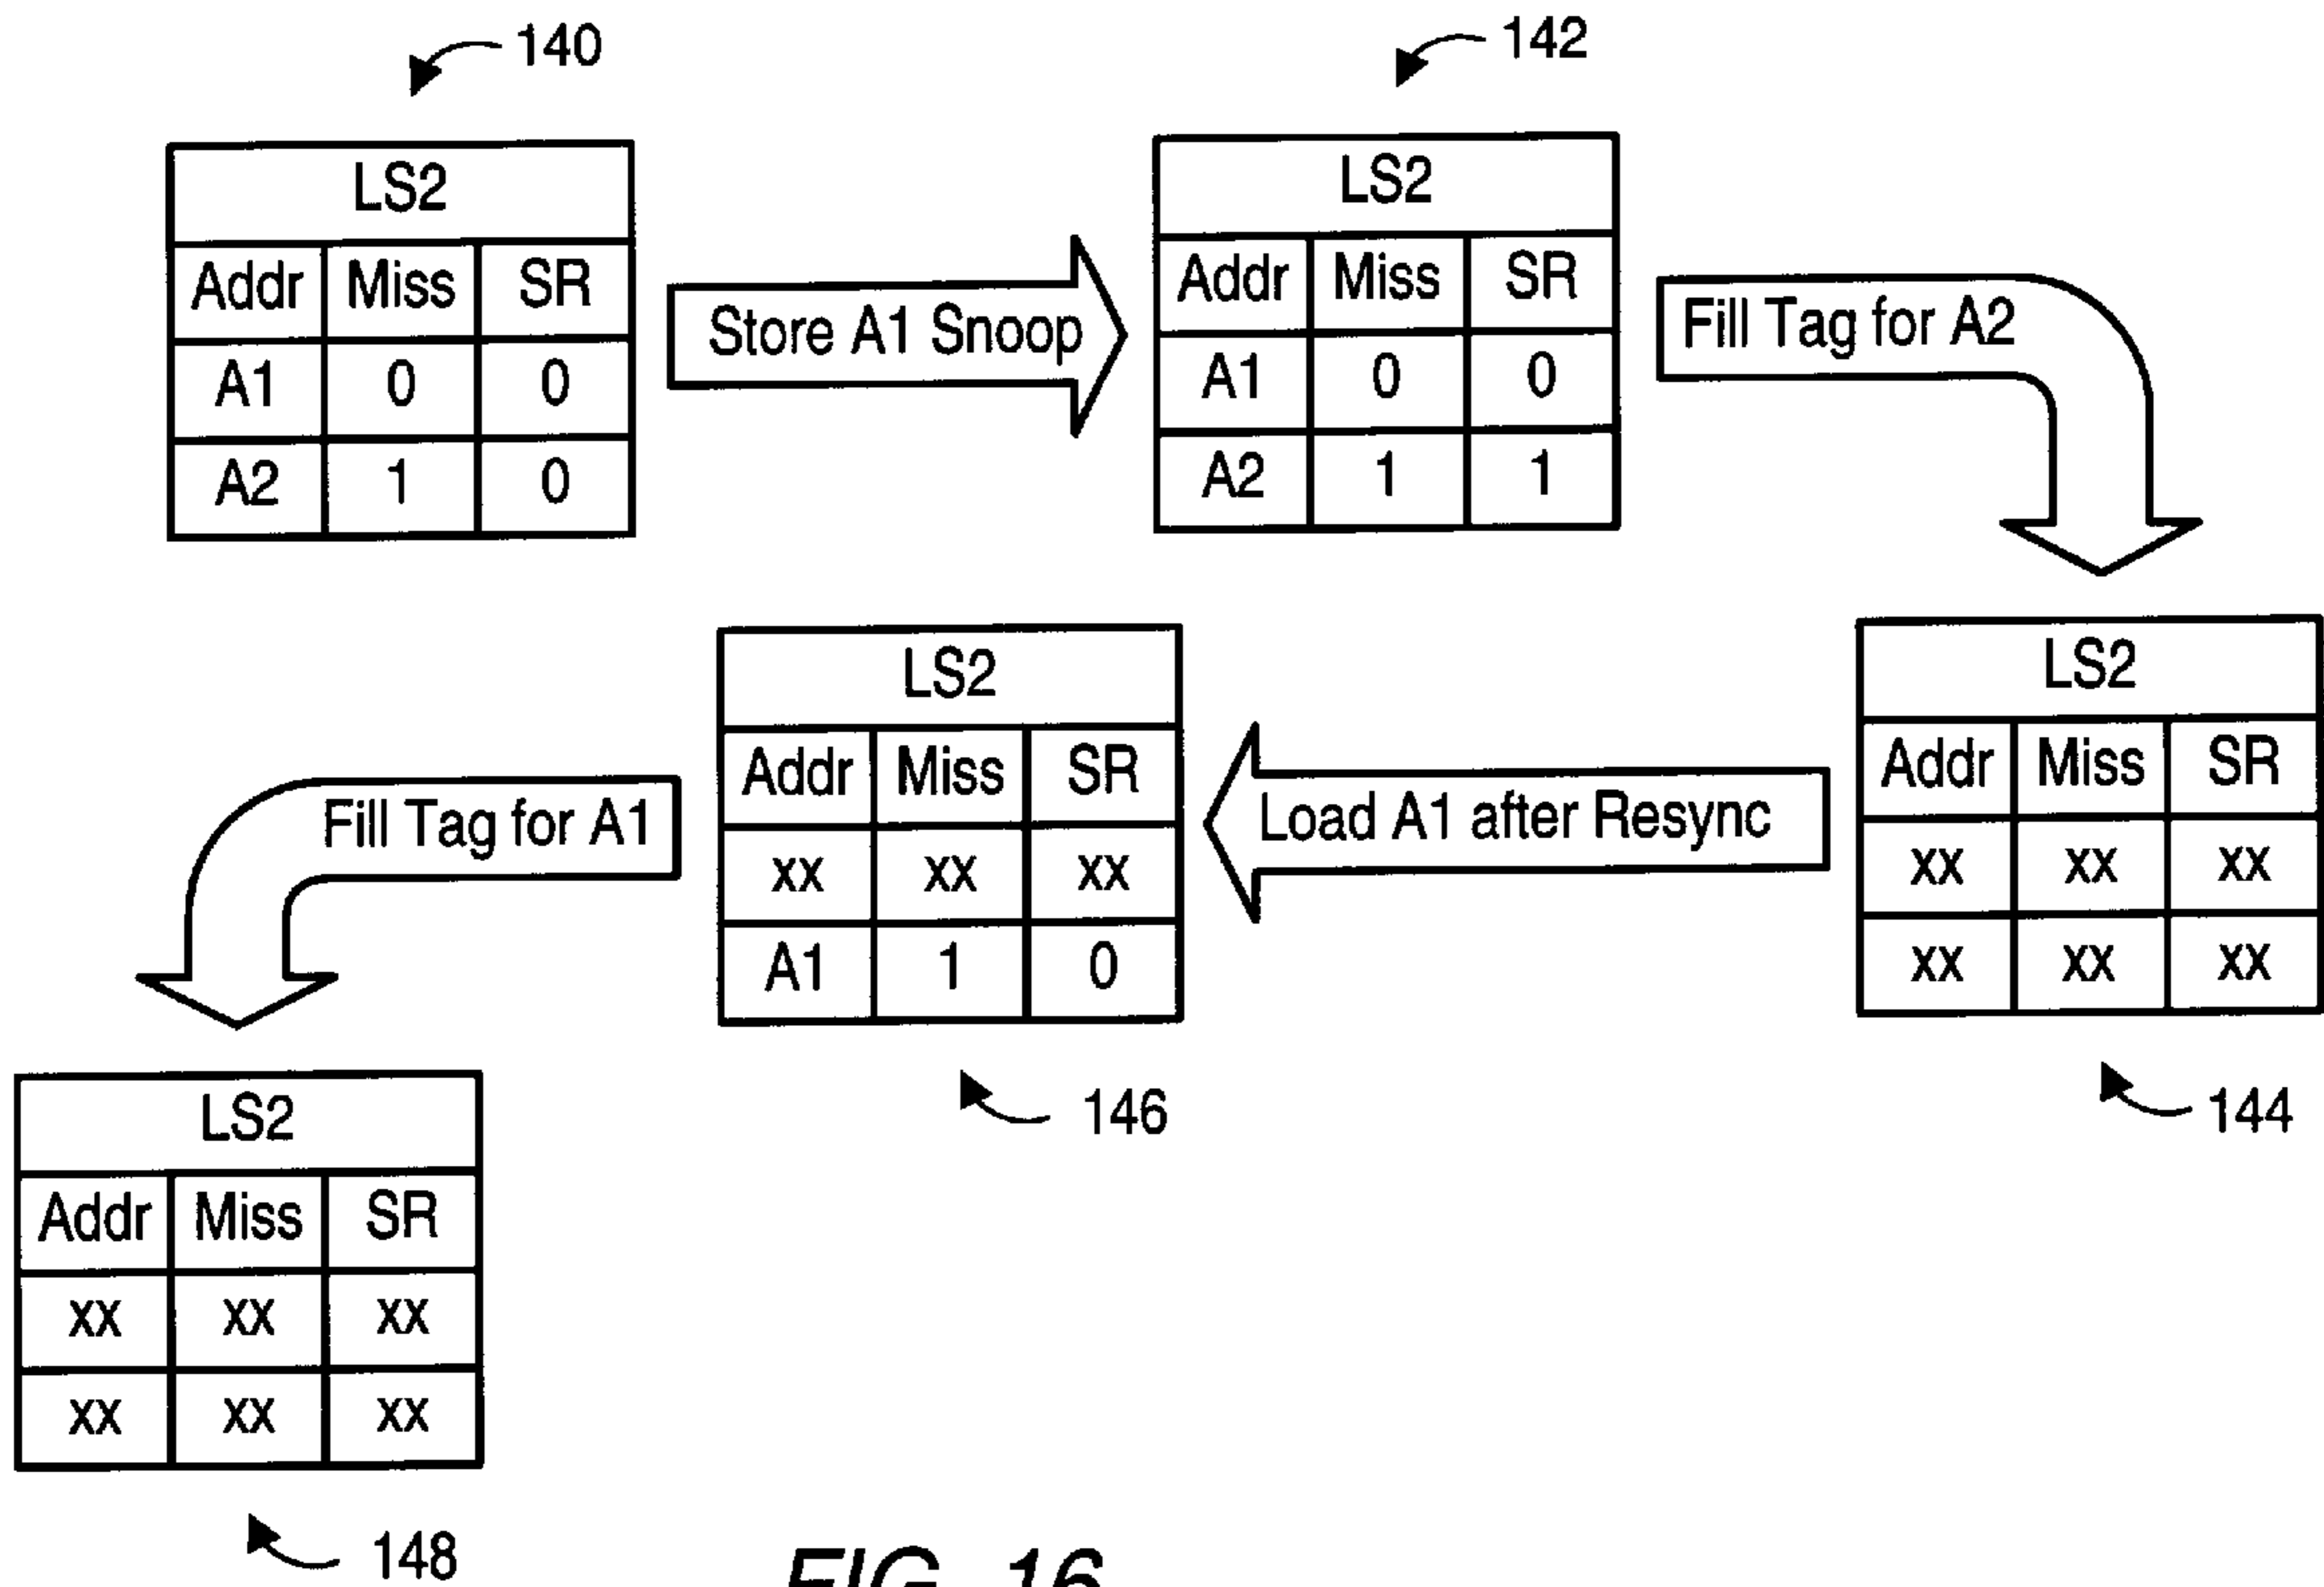 140
LS2
Addr Miss SR
A1 0 0
A2 1 0
Store A1 Snoop
142
LS2
Addr Miss SR
A1 0 0
A2 1 1
Fill Tag for A2
LS2
Addr Miss SR
xx xx xx
xx xx xx
144
Load A1 after Resync
LS2
Addr Miss SR
xx xx xx
A1 1 0
146
Fill Tag for A1
LS2
Addr Miss SR
xx xx xx
xx xx xx
148
FIG. 16